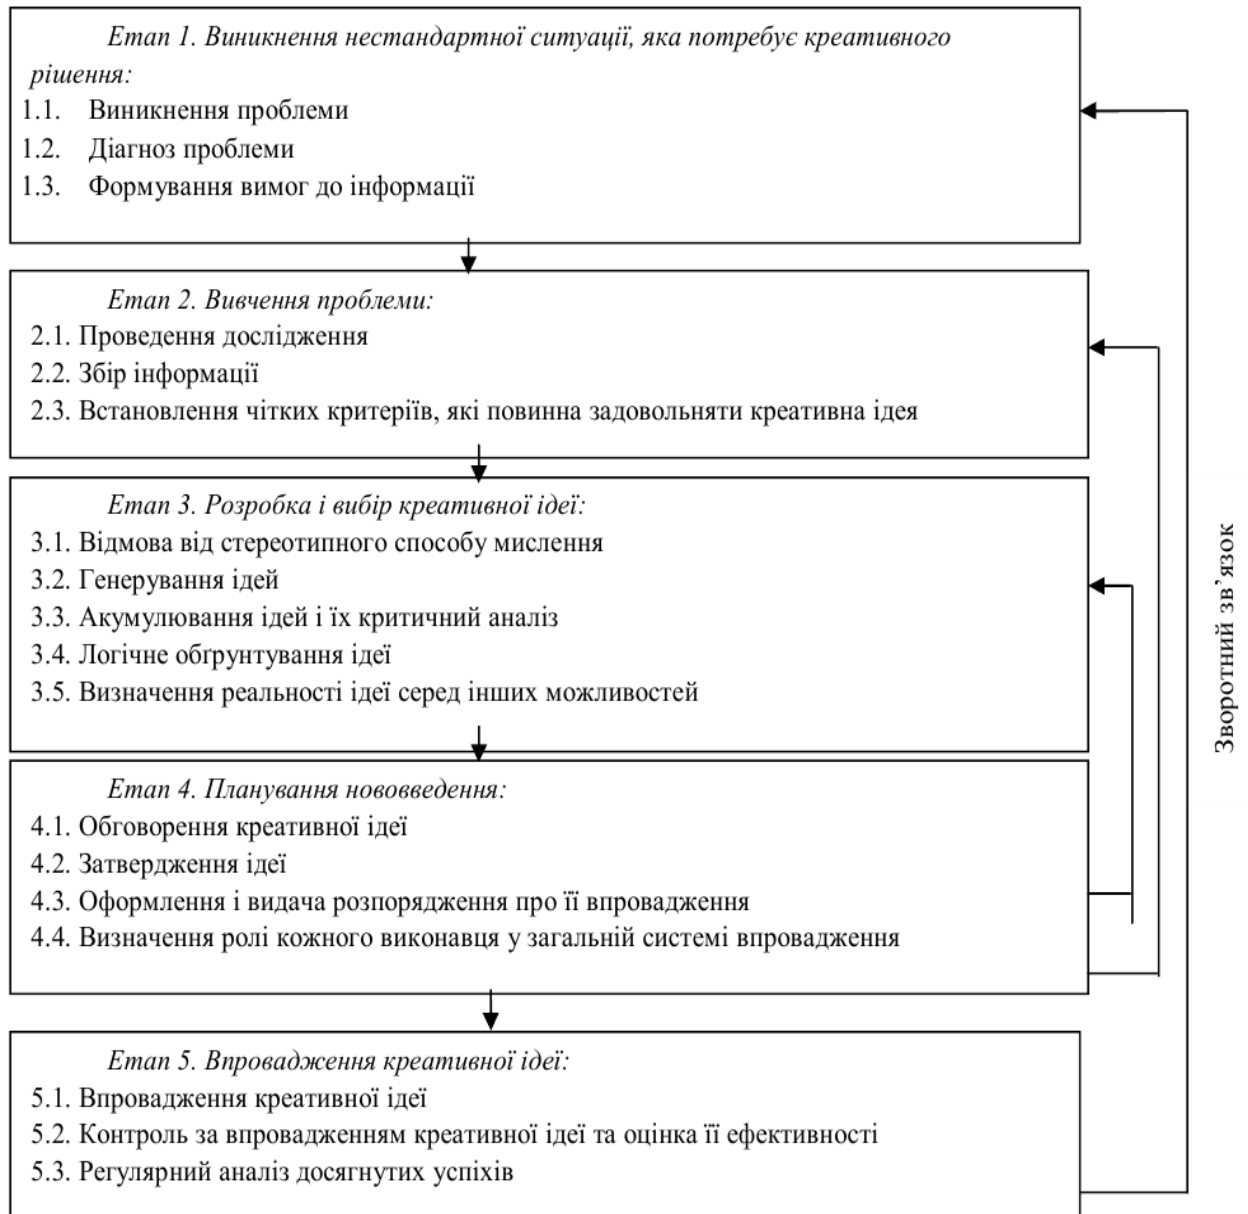 Етап 1. Виникнення нестандартної ситуації, яка потребує креативного
рішення:
1.1. Виникнення проблеми
1.2. Діагноз проблеми
1.3. Формування вимог до інформації
Етап 2. Вивчення проблеми:
2.1. Проведення дослідження
2.2. Збір інформації
2.3. Встановлення чітких критеріїв, які повинна задовольняти креативна ідея
Етап 3. Розробка і вибір креативної ідеї:
3.1. Відмова від стереотипного способу мислення
3.2. Генерування ідей
3.3. Акумулювання ідей і їх критичний аналіз
3.4. Логічне обґрунтування ідеї
3.5. Визначення реальності ідеї серед інших можливостей
Етап 4. Планування нововведення:
4.1. Обговорення креативної ідеї
4.2. Затвердження ідеї
4.3. Оформлення і видача розпорядження про її впровадження
4.4. Визначення ролі кожного виконавця у загальній системі впровадження
Етап 5. Впровадження креативної ідеї:
5.1. Впровадження креативної ідеї
5.2. Контроль за впровадженням креативної ідеї та оцінка її ефективності
5.3. Регулярний аналіз досягнутих успіхів
Зворотний зв’язок